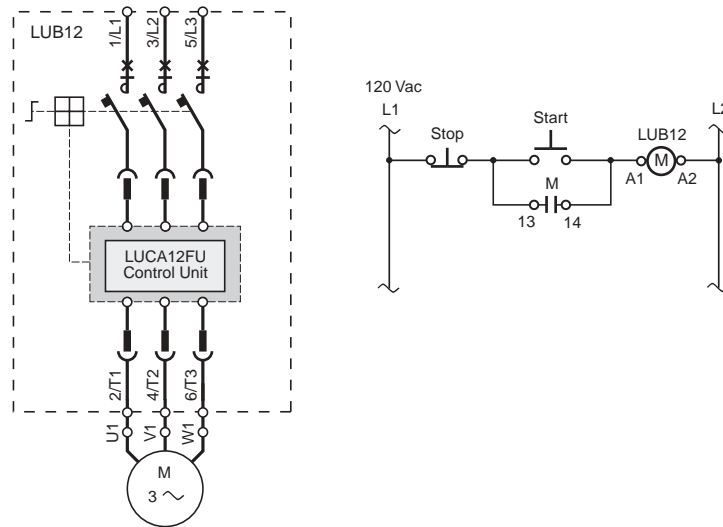 LUB12
1/L1
3/L2
5/L3
LUCA12FU
Control Unit
2/T1
4/T2
6/T3
U1
V1
W1
M
3
120 Vac
L1
L2
Stop
Start
LUB12
M
A1
A2
M
13
14